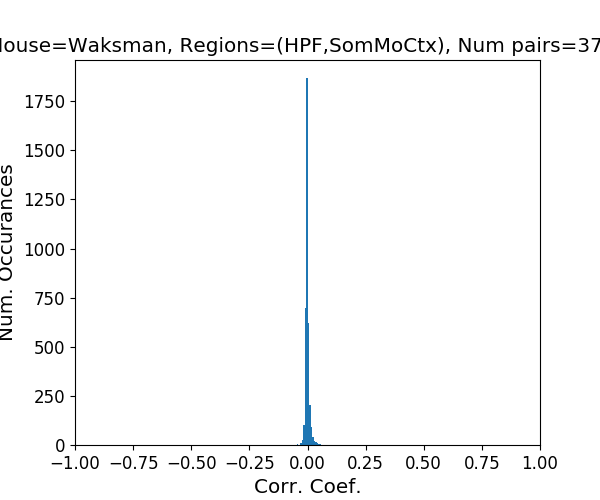 Mouse=Waksman, Regions=(HPF,SomMoCtx), Num pairs=37
1750
1500
1250
1000
750
500
250
0
Num. Occurances
−1.00 −0.75 −0.50 −0.25 0.00 0.25 0.50 0.75 1.00
Corr. Coef.